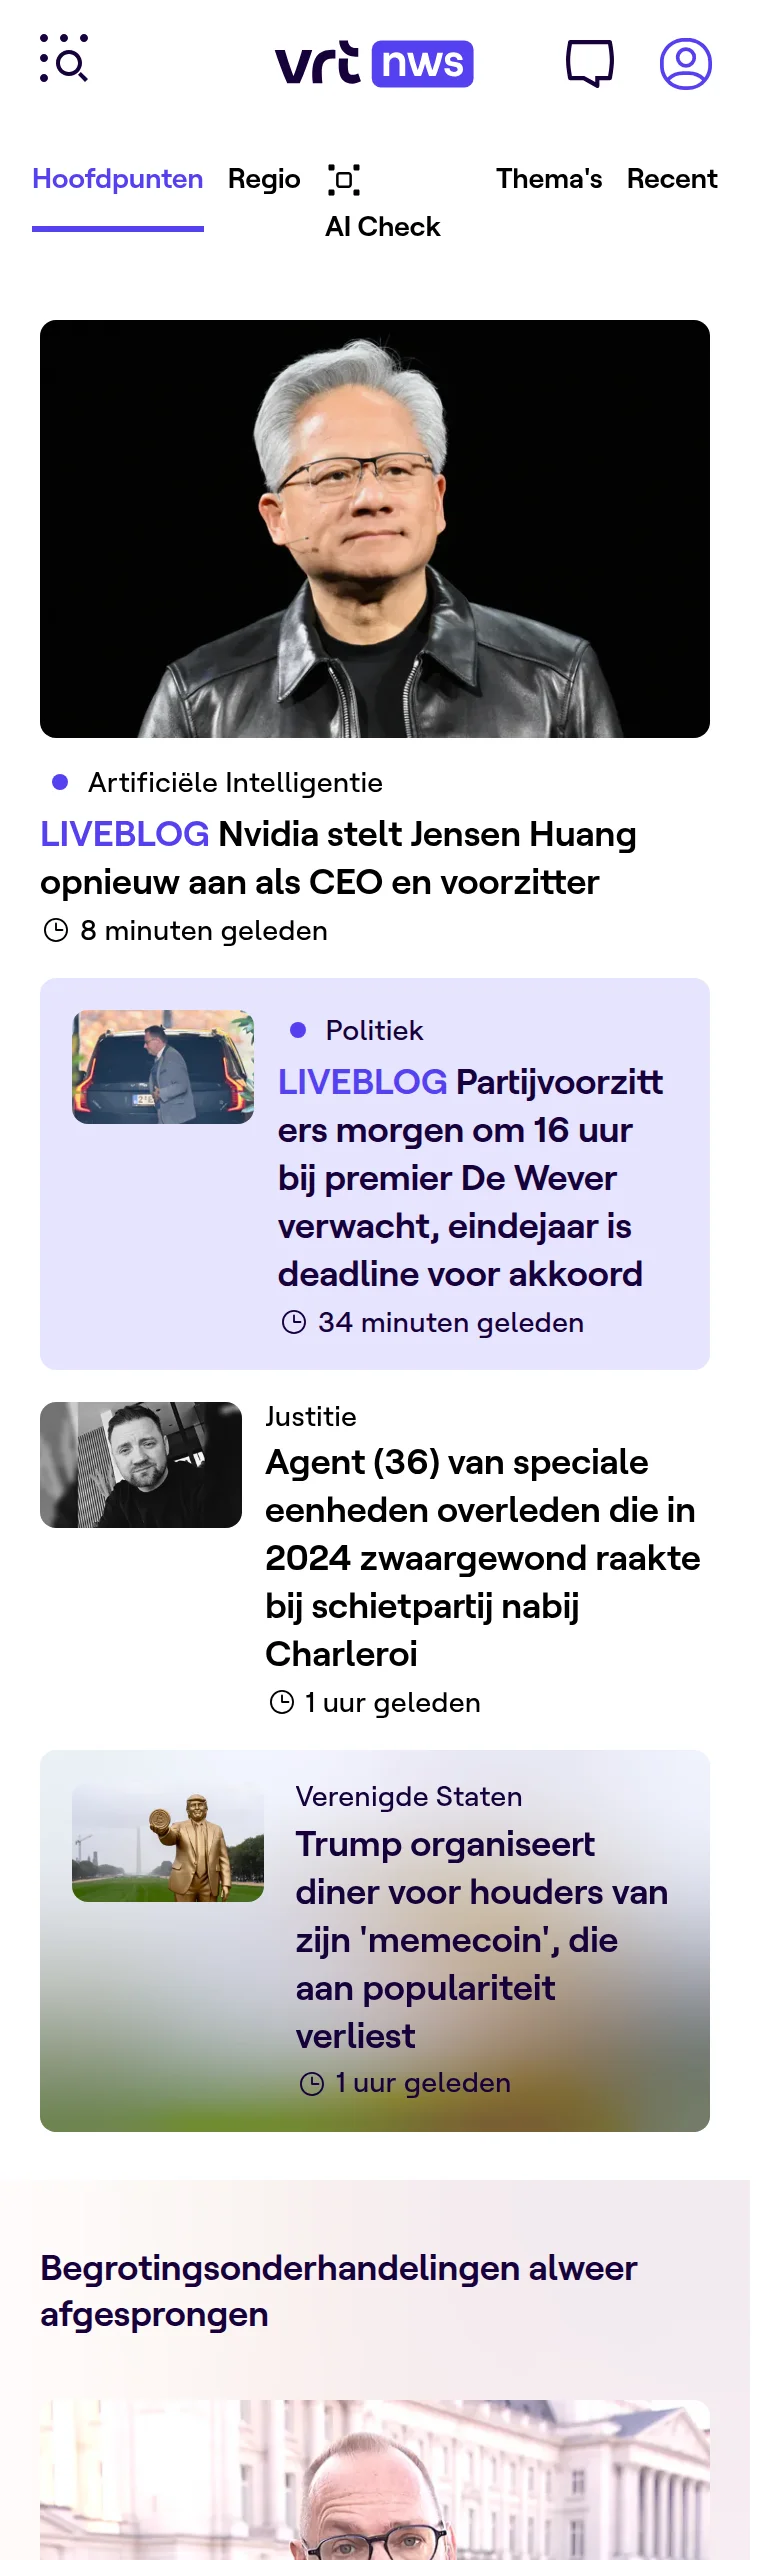 vrt nws
Hoofdpunten Regio AI Check Thema's Recent
Artificiële Intelligentie
LIVEBLOG Nvidia stelt Jensen Huang
opnieuw aan als CEO en voorzitter
8 minuten geleden
Politiek
LIVEBLOG Partijvoorzitt
ers morgen om 16 uur
bij premier De Wever
verwacht, eindejaar is
deadline voor akkoord
34 minuten geleden
Justitie
Agent (36) van speciale
eenheden overleden die in
2024 zwaargewond raakte
bij schietpartij nabij
Charleroi
1 uur geleden
Verenigde Staten
Trump organiseert
diner voor houders van
zijn 'memecoin', die
aan populariteit
verliest
1 uur geleden
Begrotingsonderhandelingen alweer
afgesprongen